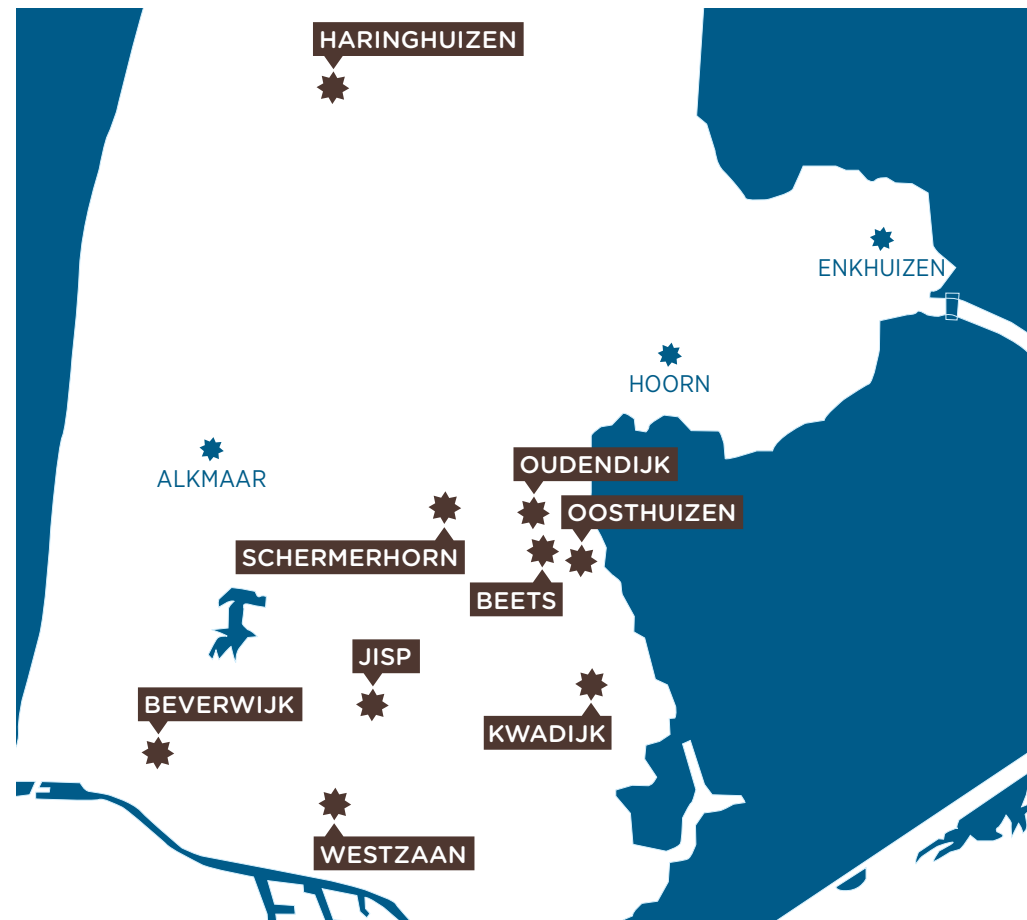 HARINGHUIZEN
ENKHUIZEN
HOORN
ALKMAAR
OUDENDIJK
OOSTHUIZEN
SCHERMERHORN
BEETS
JISP
BEVERWIJK
KWADIJK
WESTZAAN